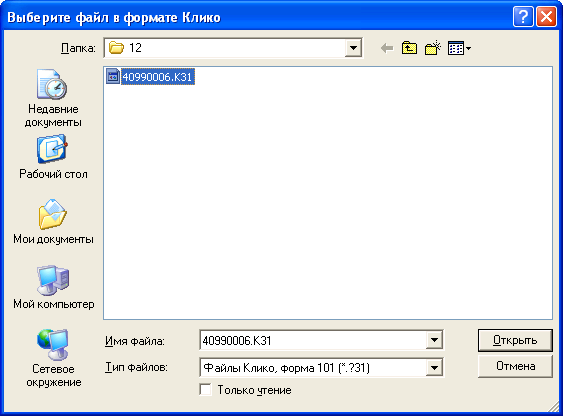 Выберите файл в формате Клико
Папка:
12
40990006.K31
Недавние
документы
Рабочий стол
Мои документы
Мой компьютер
Сетевое
окружение
Имя файла:
40990006.K31
Открыть
Тип файлов:
Файлы Клико, форма 101 (*.?31)
Отмена
Только чтение